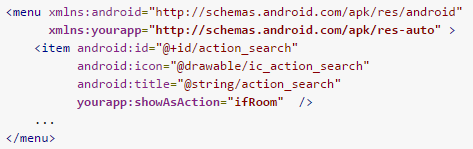 <menu xmlns:android="http://schemas.android.com/apk/res/android"
xmlns:yourapp="http://schemas.android.com/apk/res-auto" >
<item android:id="@+id/action_search"
android:icon="@drawable/ic_action_search"
android:title="@string/action_search"
yourapp:showAsAction="ifRoom"  />
...
</menu>